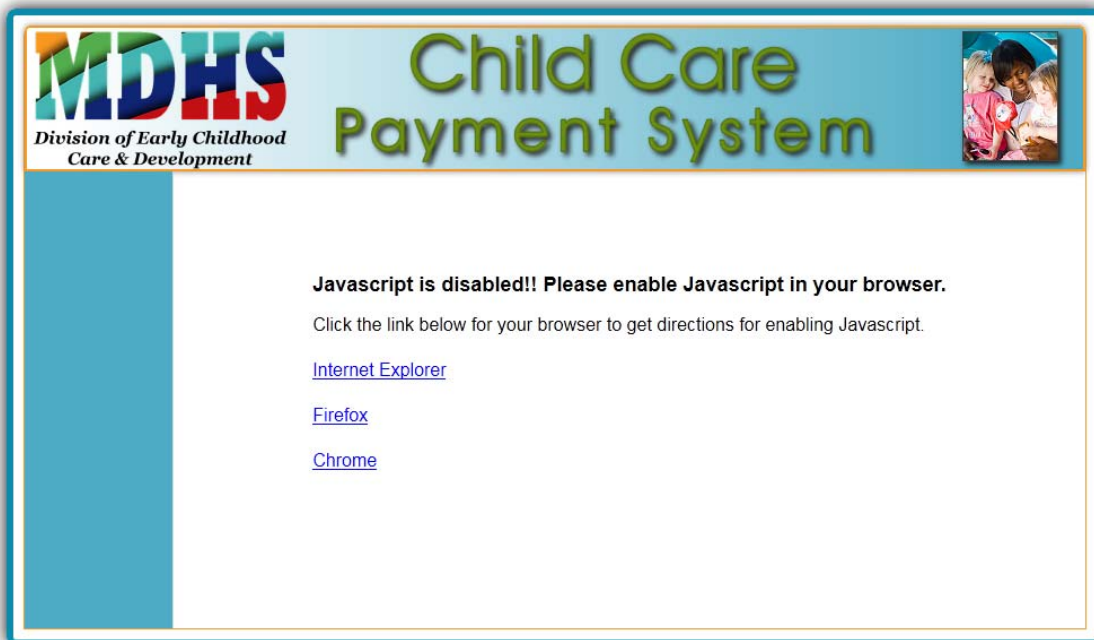 MDHS
Division of Early Childhood
Care & Development
Child Care
Payment System
Javascript is disabled!! Please enable Javascript in your browser.
Click the link below for your browser to get directions for enabling Javascript.
Internet Explorer
Firefox
Chrome